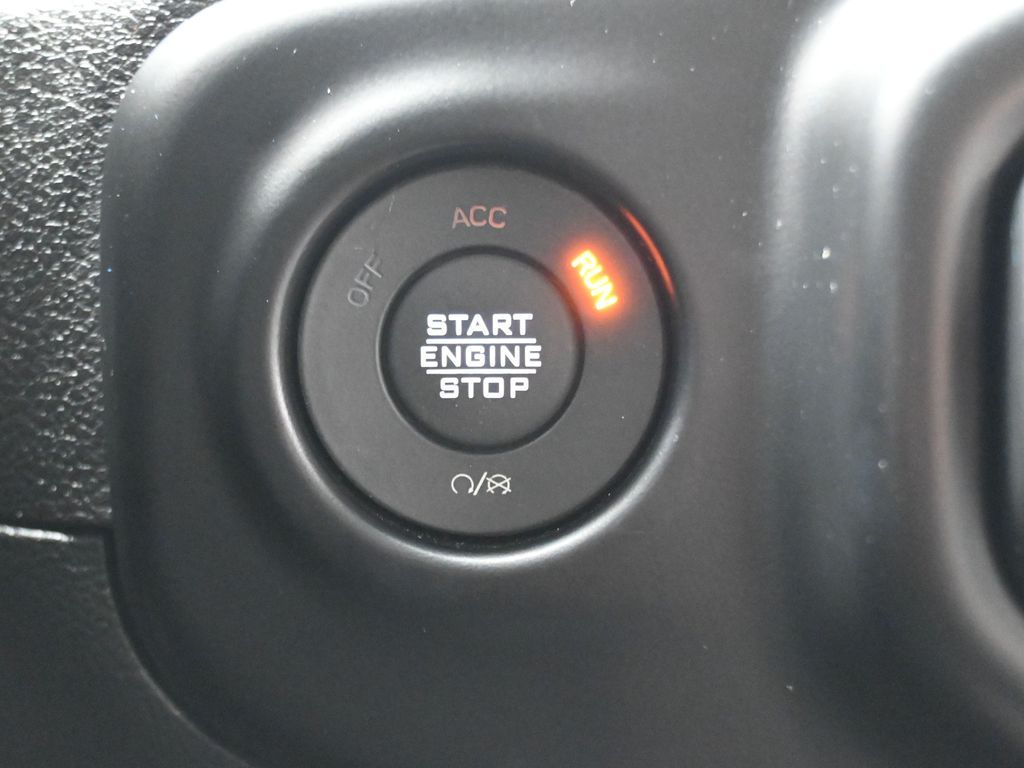 ACC
OFF
RUN
START
ENGINE
STOP